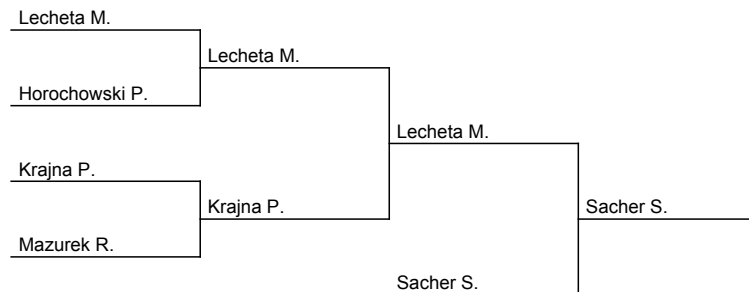 Lecheta M.
Lecheta M.
Horochowski P.
Lecheta M.
Krajna P.
Krajna P.
Sacher S.
Mazurek R.
Sacher S.